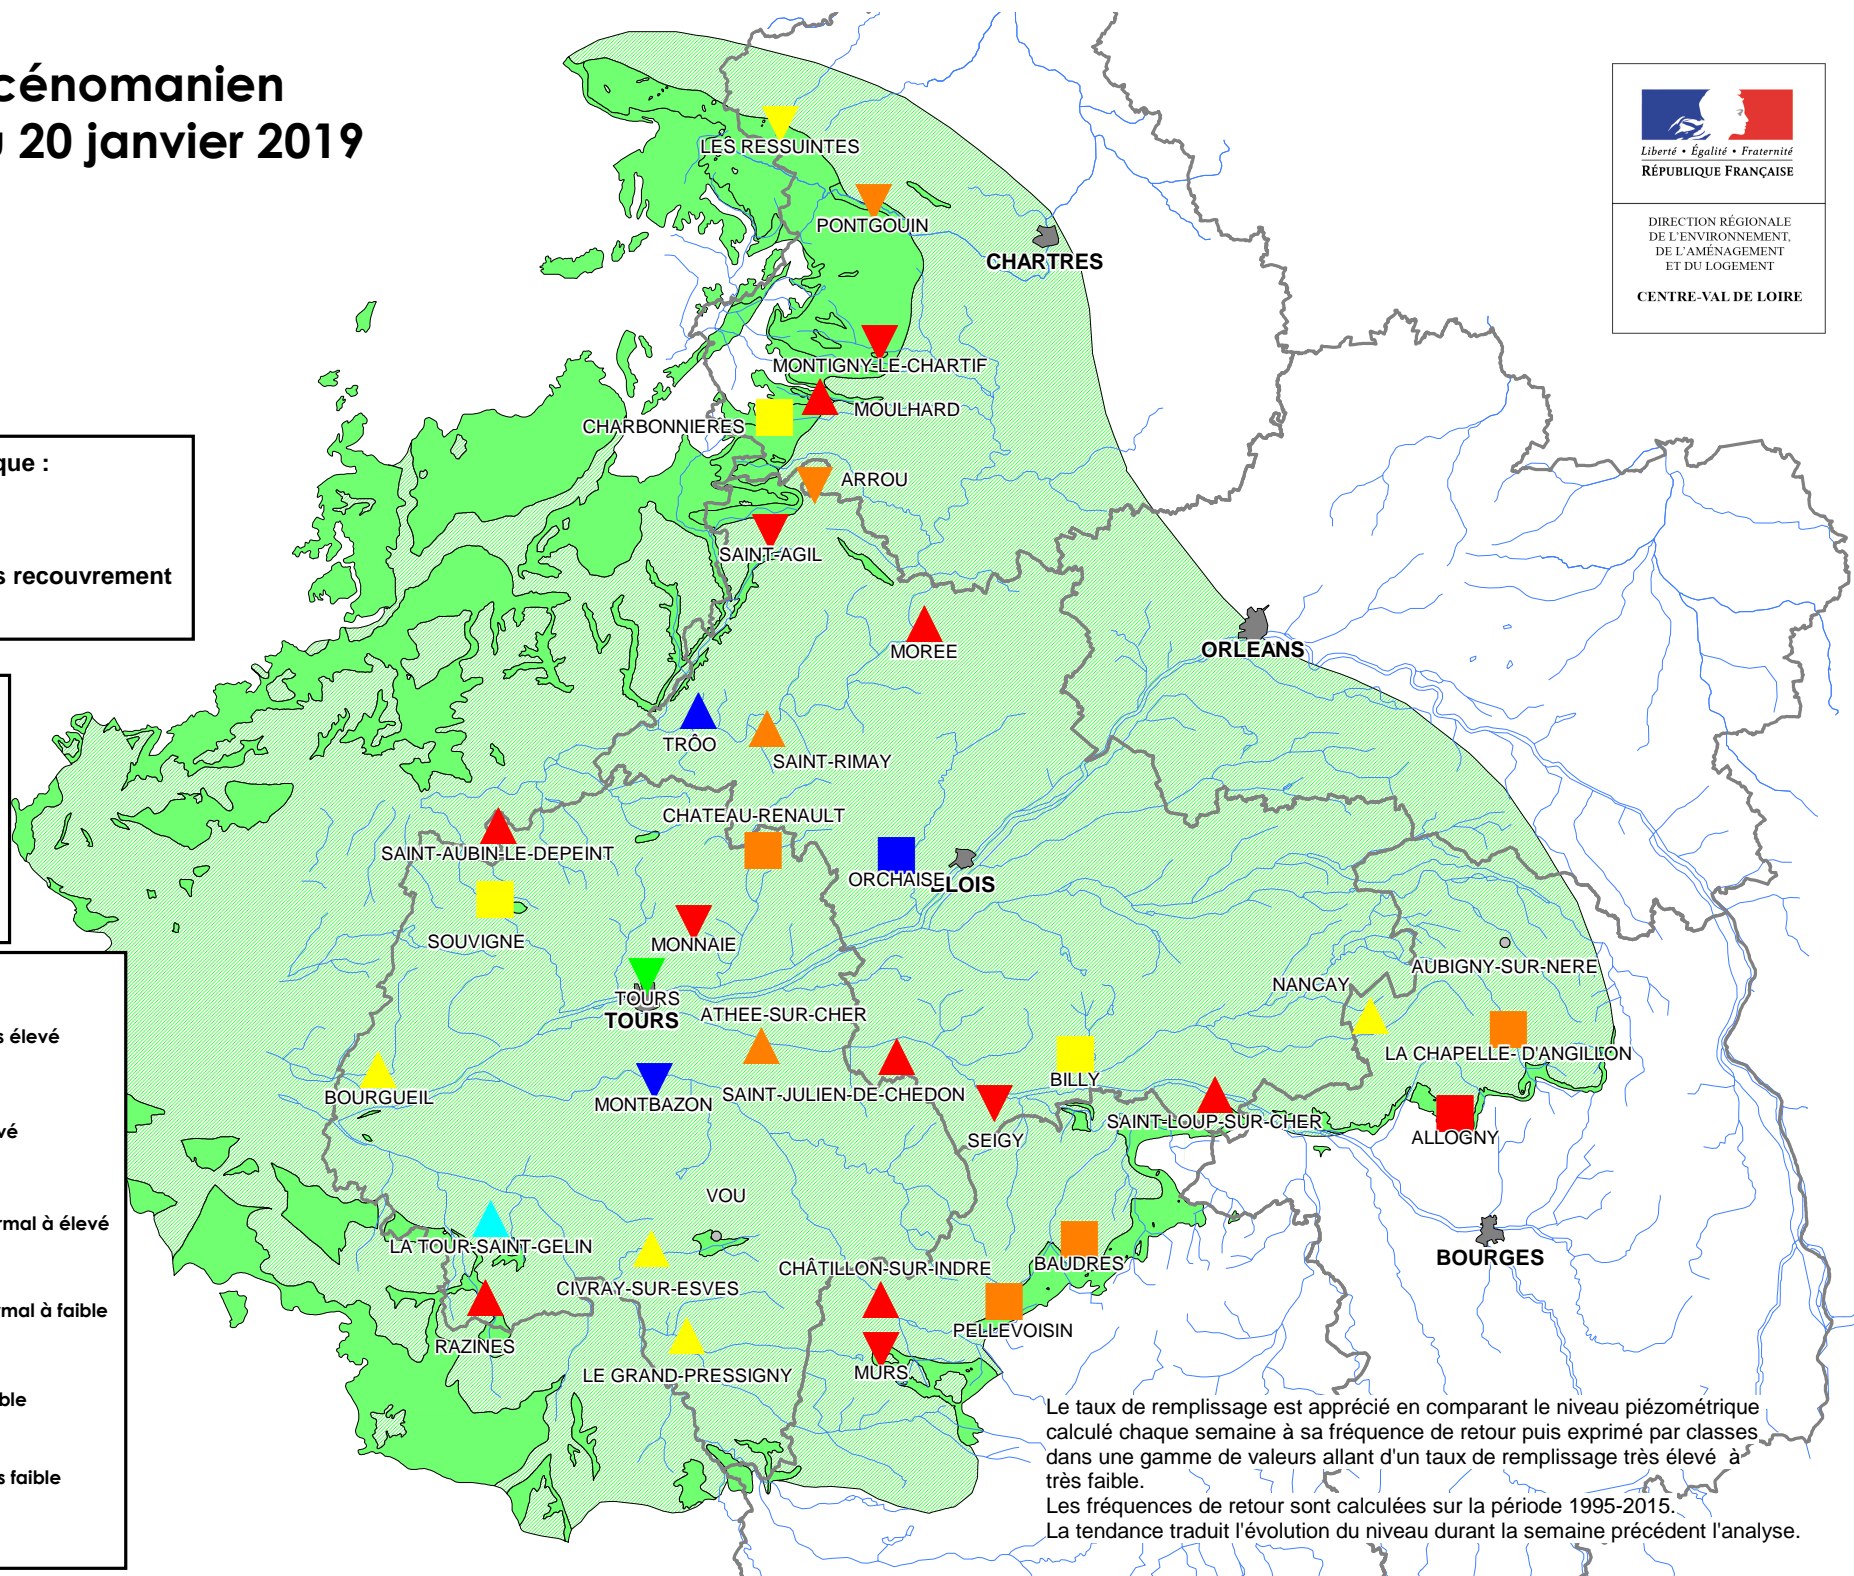 cénomanien
20 janvier 2019
Liberté • Égalité • Fraternité
RÉPUBLIQUE FRANÇAISE
DIRECTION RÉGIONALE
DE L'ENVIRONNEMENT,
DE L'AMÉNAGEMENT
ET DU LOGEMENT
CENTRE-VAL DE LOIRE
LES RESSUINTES
PONTGOUIN
CHARTRES
MONTIGNY-LE-CHARTIF
MOULHARD
CHARBONNIERES
que :
ARROU
SAINT-AGIL
s recouvrement
MOREE
ORLEANS
TRÔO
SAINT-RIMAY
CHATEAU-RENAULT
SAINT-AUBIN-LE-DEPEINT
ORCHAISE
BLOIS
SOUVIGNE
MONNAIE
AUBIGNY-SUR-NERE
NANCAY
TOURS
TOURS
ATHEE-SUR-CHER
s élevé
LA CHAPELLE- D'ANGILLON
BILLY
BOURGUEIL
MONTBAZON
SAINT-JULIEN-DE-CHEDON
SAINT-LOUP-SUR-CHER
vé
SEIGY
ALLOGNY
VOU
rmal à élevé
LA TOUR-SAINT-GELIN
BOURGES
BAUDRES
CHÂTILLON-SUR-INDRE
CIVRAY-SUR-ESVES
rmal à faible
PELLEVOISIN
RAZINES
LE GRAND-PRESSIGNY
MURS
ble
s faible
Le taux de remplissage est apprécié en comparant le niveau piézométrique
calculé chaque semaine à sa fréquence de retour puis exprimé par classes
dans une gamme de valeurs allant d'un taux de remplissage très élevé à
très faible.
Les fréquences de retour sont calculées sur la période 1995-2015.
La tendance traduit l'évolution du niveau durant la semaine précédent l'analyse.